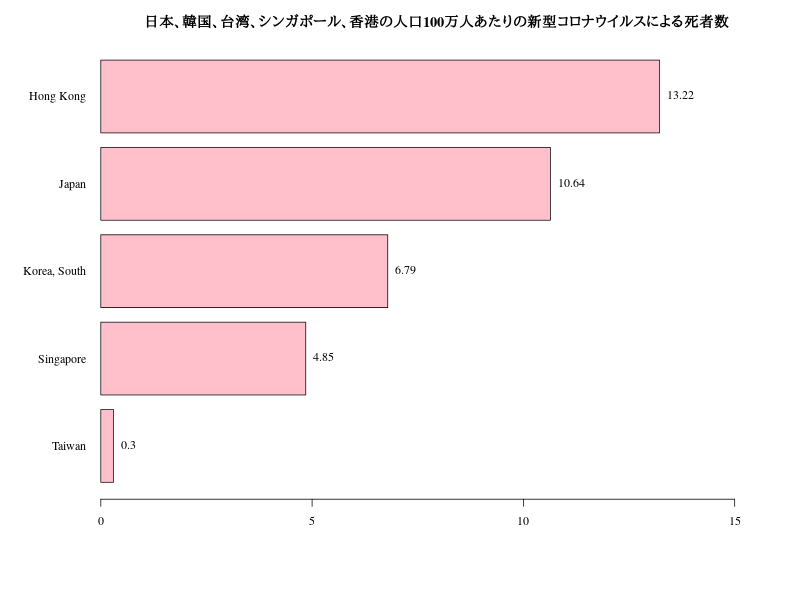 日本、韓国、台湾、シンガポール、香港の人口100万人あたりの新型コロナウイルスによる死者数
Hong Kong 13.22
Japan 10.64
Korea, South 6.79
Singapore 4.85
Taiwan 0.3
0 5 10 15